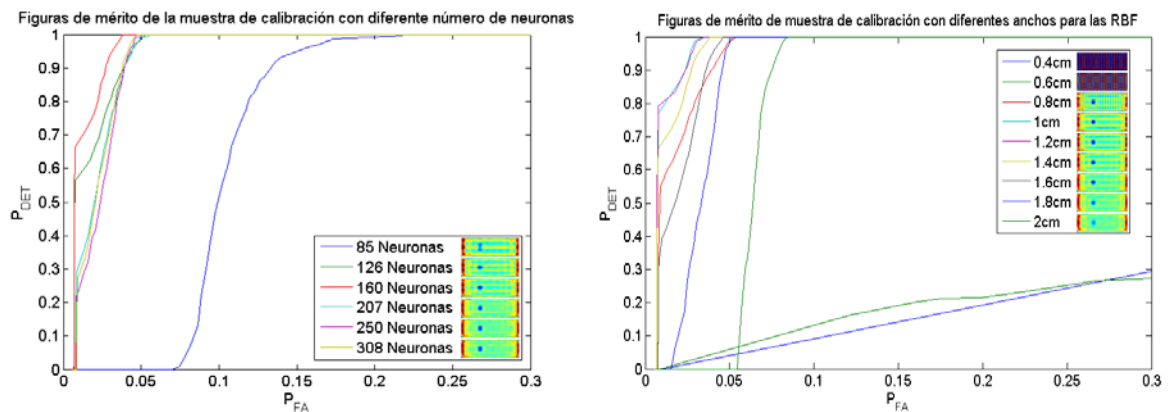 Figuras de mérito de la muestra de calibración con diferente número de neuronas
1
0.9
0.8
0.7
0.6
0.5
0.4
0.3
0.2
0.1
0
P_DET
0
0.05
0.1
0.15
0.2
0.25
0.3
P_FA
85 Neuronas
126 Neuronas
160 Neuronas
207 Neuronas
250 Neuronas
308 Neuronas
Figuras de mérito de muestra de calibración con diferentes anchos para las RBF
1
0.9
0.8
0.7
0.6
0.5
0.4
0.3
0.2
0.1
0
P_DET
0
0.05
0.1
0.15
0.2
0.25
0.3
P_FA
0.4cm
0.6cm
0.8cm
1cm
1.2cm
1.4cm
1.6cm
1.8cm
2cm